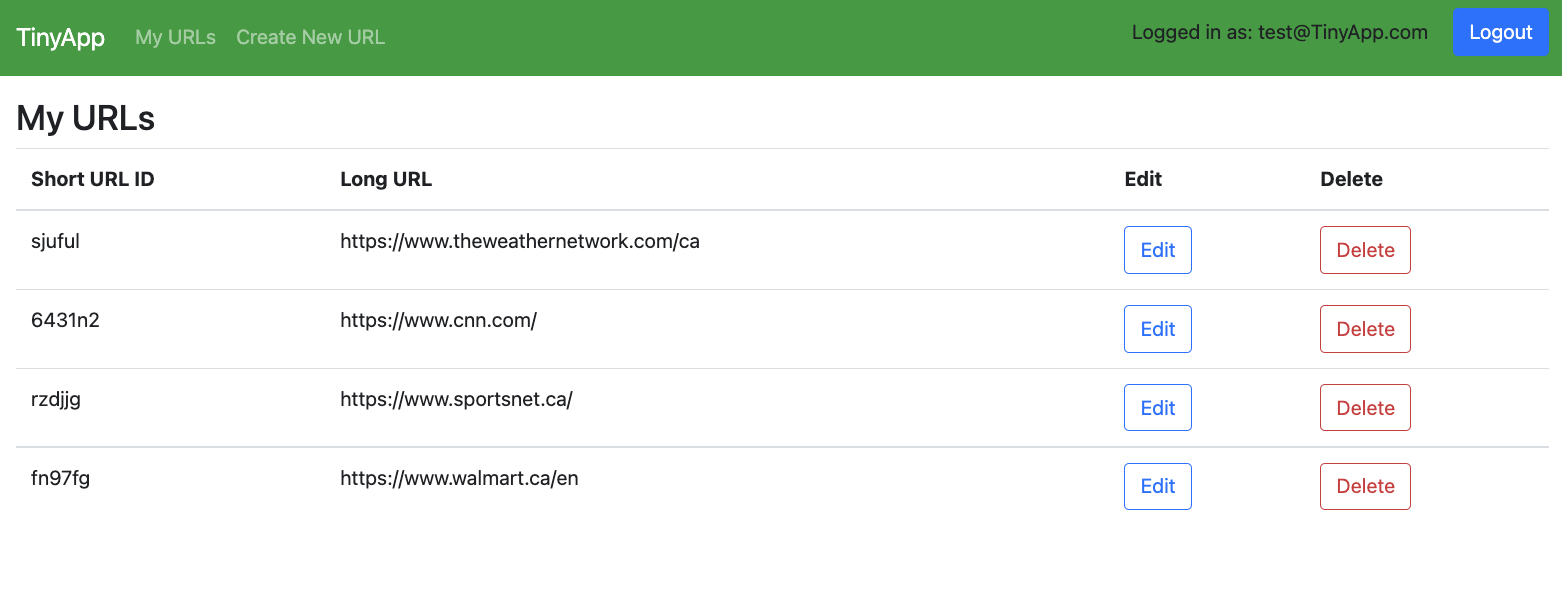 TinyApp My URLs Create New URL Logged in as: test@TinyApp.com Logout
My URLs
Short URL ID Long URL Edit Delete
sjuful https://www.theweathernetwork.com/ca Edit Delete
6431n2 https://www.cnn.com/ Edit Delete
rzdjjg https://www.sportsnet.ca/ Edit Delete
fn97fg https://www.walmart.ca/en Edit Delete